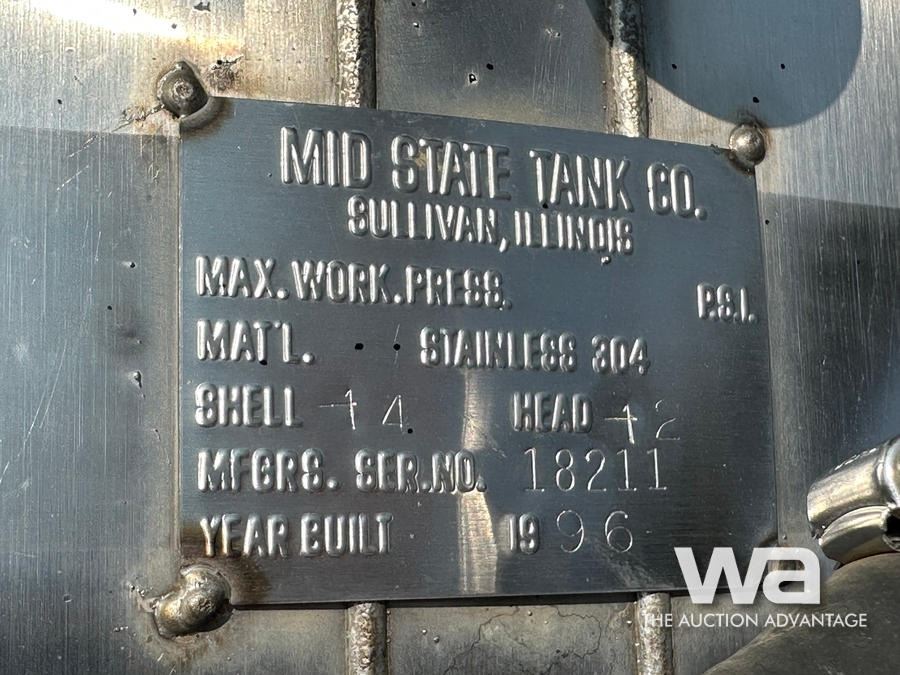 MID STATE TANK CO.
SULLIVAN, ILLINOIS
MAX. WORK. PRESS. P.S.I.
MAT'L. STAINLESS 304
SHELL 14 HEAD 12
MFGRS. SER. NO. 18211
YEAR BUILT 1996
wa
THE AUCTION ADVANTAGE